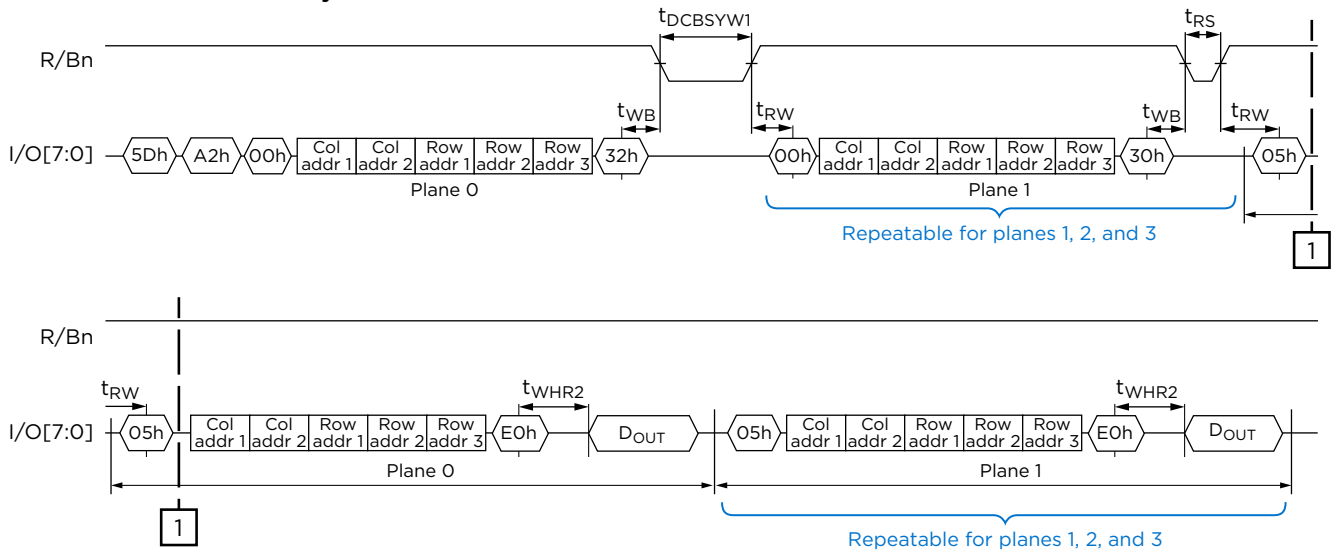 tDCBSYW1 tRS
R/Bn
tWB tRW tWB tRW
I/O[7:0] 5Dh A2h 00h Col addr 1 Col addr 2 Row addr 1 Row addr 2 Row addr 3 32h 00h Col addr 1 Col addr 2 Row addr 1 Row addr 2 Row addr 3 30h 05h
Plane 0 Plane 1
Repeatable for planes 1, 2, and 3
1
R/Bn
tRW tWHR2 tWHR2
I/O[7:0] 05h Col addr 1 Col addr 2 Row addr 1 Row addr 2 Row addr 3 E0h DOUT 05h Col addr 1 Col addr 2 Row addr 1 Row addr 2 Row addr 3 E0h DOUT
Plane 0 Plane 1
1
Repeatable for planes 1, 2, and 3